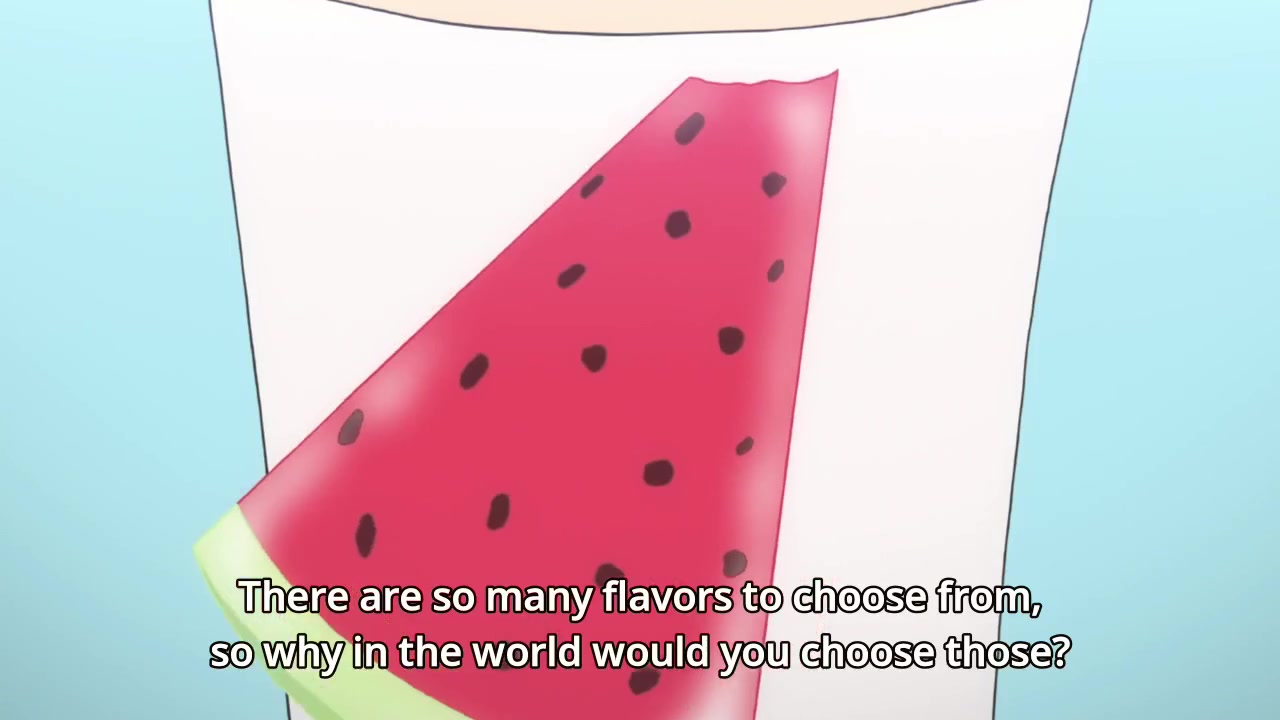 There are so many flavors to choose from,
so why in the world would you choose those?